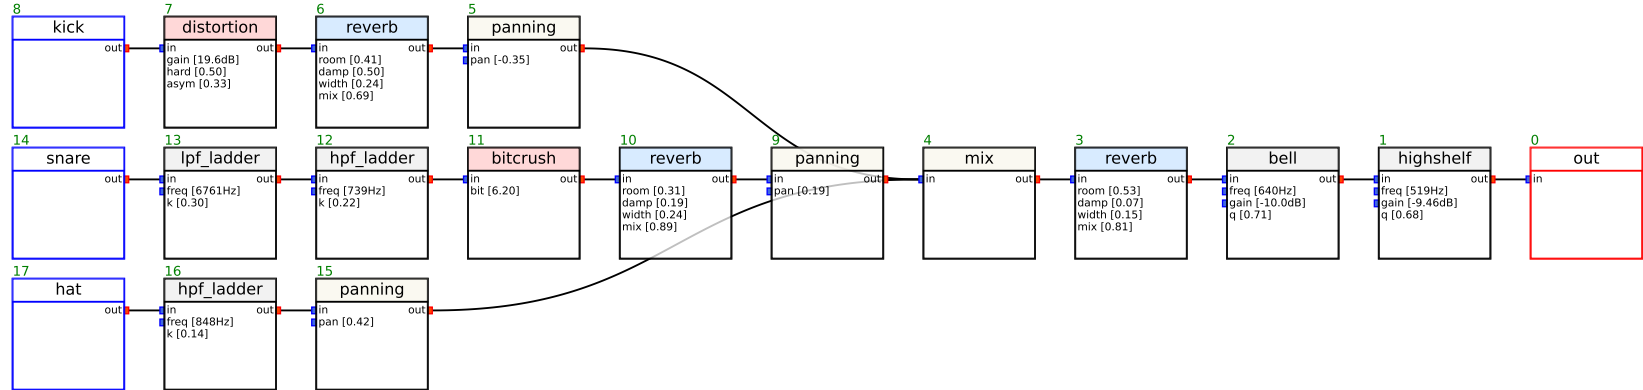 8
kick
out
7
distortion
in out
gain [19.6dB]
hard [0.50]
asym [0.33]
6
reverb
in out
room [0.41]
damp [0.50]
width [0.24]
mix [0.69]
5
panning
in out
pan [-0.35]
14
snare
out
13
lpf_ladder
in out
freq [6761Hz]
k [0.30]
12
hpf_ladder
in out
freq [739Hz]
k [0.22]
11
bitcrush
in out
bit [6.20]
10
reverb
in out
room [0.31]
damp [0.19]
width [0.24]
mix [0.89]
9
panning
in out
pan [0.19]
4
mix
in out
3
reverb
in out
room [0.53]
damp [0.07]
width [0.15]
mix [0.81]
2
bell
in out
freq [640Hz]
gain [-10.0dB]
q [0.71]
1
highshelf
in out
freq [519Hz]
gain [-9.46dB]
q [0.68]
0
out
in
17
hat
out
16
hpf_ladder
in out
freq [848Hz]
k [0.14]
15
panning
in out
pan [0.42]